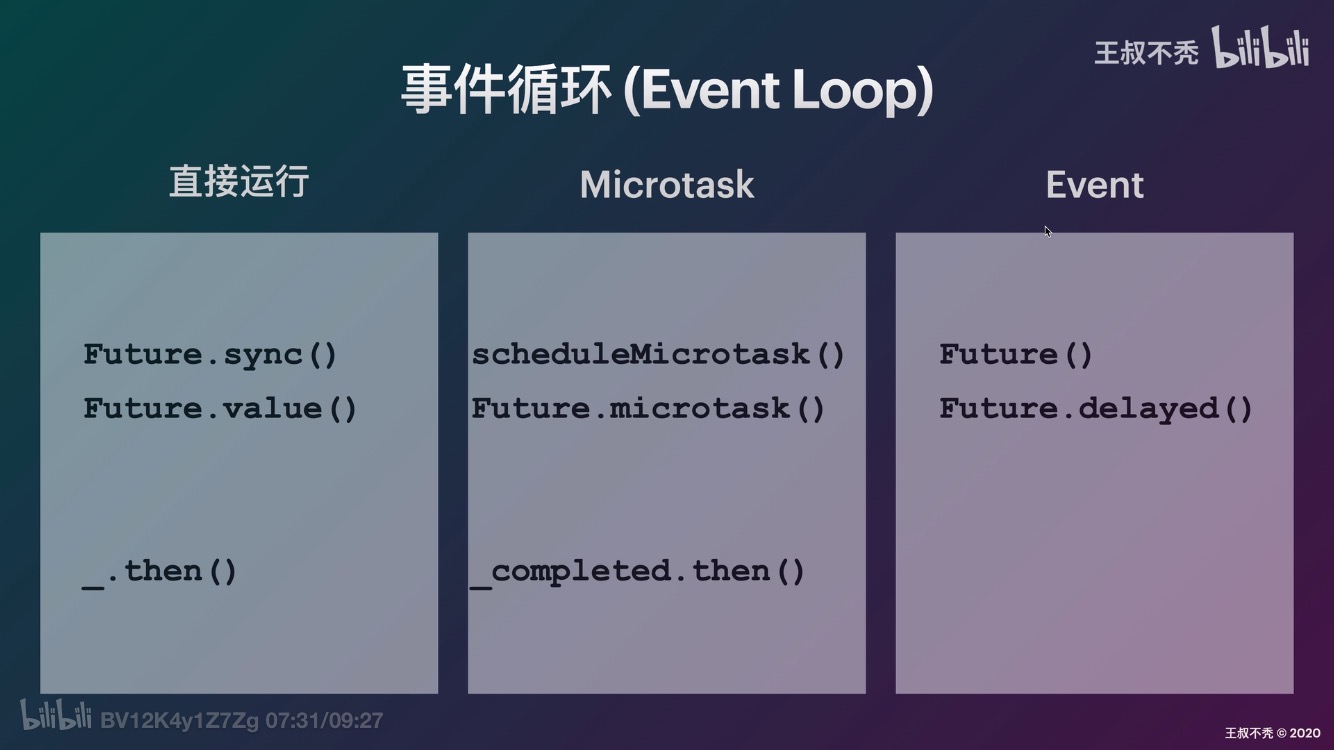 王叔不秃 bilibili
事件循环 (Event Loop)
直接运行
Microtask
Event
Future.sync()
Future.value()
_.then()
scheduleMicrotask()
Future.microtask()
_completed.then()
Future()
Future.delayed()
bilibili BV12K4y1Z7Zg 07:31/09:27
王叔不秃 © 2020